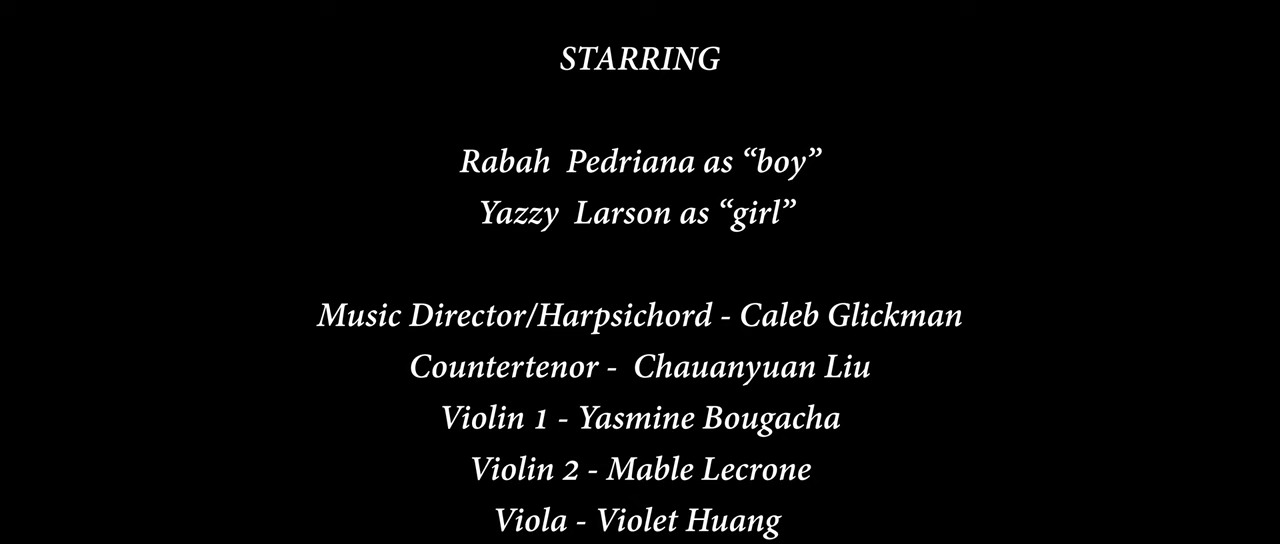 STARRING
Rabah Pedriana as “boy”
Yazzy Larson as “girl”
Music Director/Harpsichord - Caleb Glickman
Countertenor - Chauanyuan Liu
Violin 1 - Yasmine Bougacha
Violin 2 - Mable Lecrone
Viola - Violet Huang